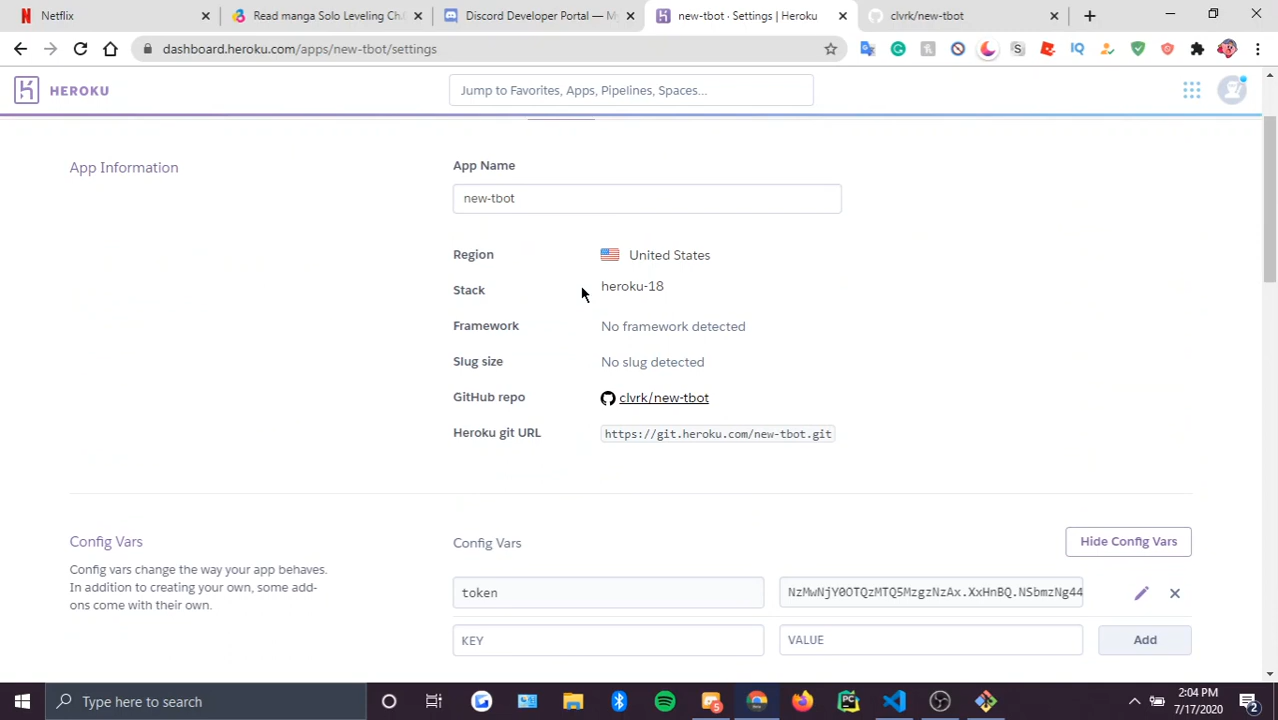 Netflix
Read manga Solo Leveling Ch.
Discord Developer Portal — My
new-tbot · Settings | Heroku
clvrk/new-tbot
dashboard.heroku.com/apps/new-tbot/settings
HEROKU
Jump to Favorites, Apps, Pipelines, Spaces...
App Information
App Name
new-tbot
Region
United States
Stack
heroku-18
Framework
No framework detected
Slug size
No slug detected
GitHub repo
clvrk/new-tbot
Heroku git URL
https://git.heroku.com/new-tbot.git
Config Vars
Config Vars
Hide Config Vars
Config vars change the way your app behaves.
In addition to creating your own, some add-
ons come with their own.
token
NzMwNjY0OTQzMTQ5MzgzNzAx.XxHnBQ.NSbmzNg44
KEY
VALUE
Add
Type here to search
2:04 PM
7/17/2020